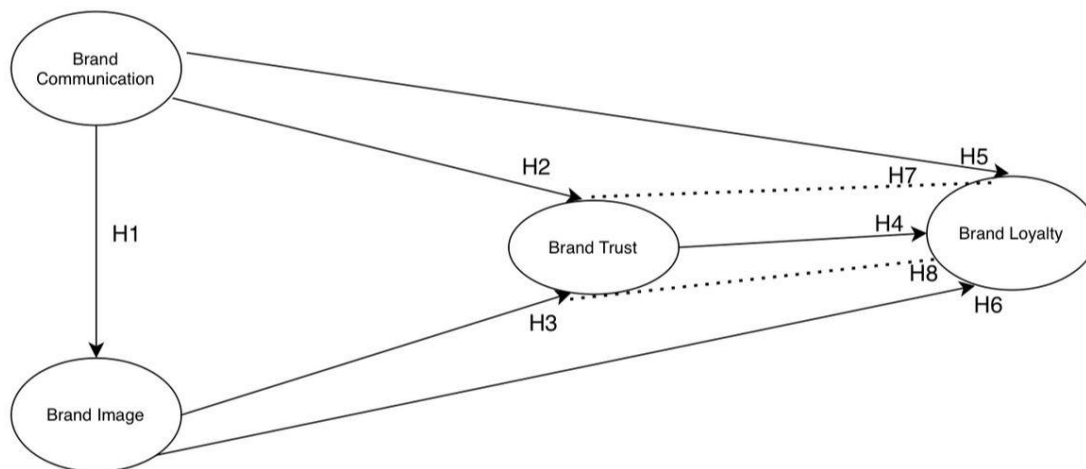 Brand
Communication
H5
H2
H7
H4
Brand Loyalty
H1
Brand Trust
H8
H6
H3
Brand Image